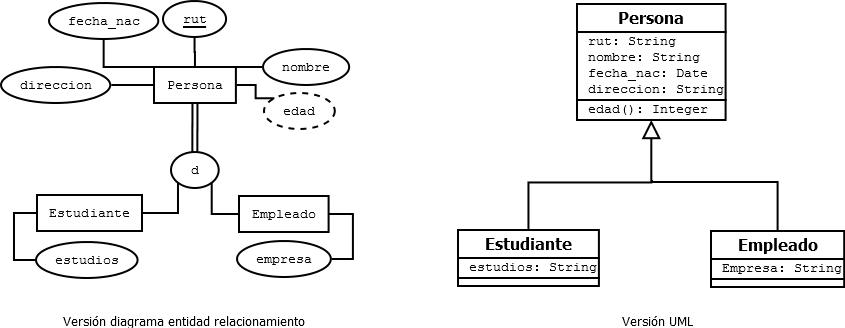 fecha_nac
rut
nombre
direccion
Persona
edad
d
Estudiante
Empleado
estudios
empresa
Versión diagrama entidad relacionamiento
Persona
rut: String
nombre: String
fecha_nac: Date
direccion: String
edad(): Integer
Estudiante
estudios: String
Empleado
Empresa: String
Versión UML